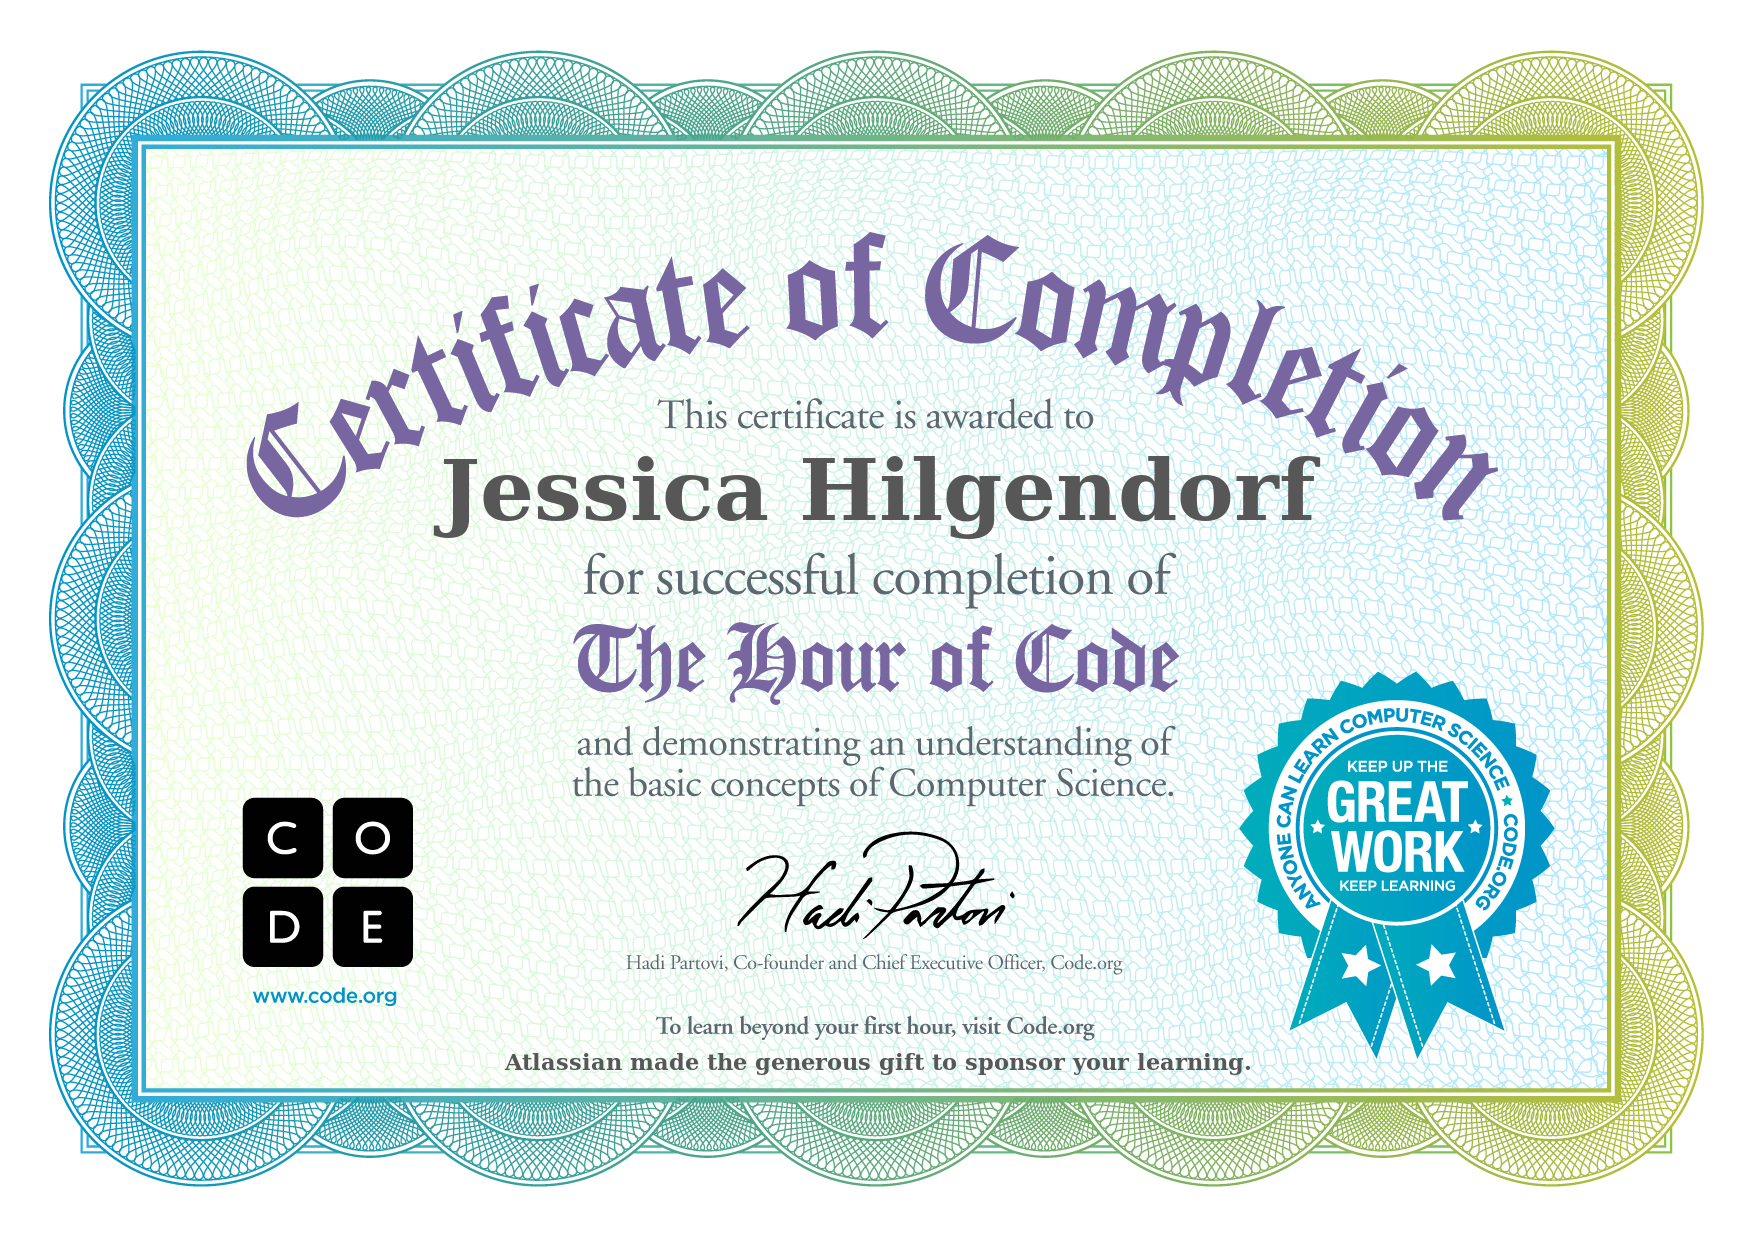 Certificate of Completion
This certificate is awarded to
Jessica Hilgendorf
for successful completion of
The Hour of Code
and demonstrating an understanding of
the basic concepts of Computer Science.
C O
D E
www.code.org
Hadi Partovi
Hadi Partovi, Co-founder and Chief Executive Officer, Code.org
To learn beyond your first hour, visit Code.org
Atlassian made the generous gift to sponsor your learning.
ANYONE CAN LEARN COMPUTER SCIENCE ★ CODE.ORG
KEEP UP THE
GREAT
WORK
KEEP LEARNING